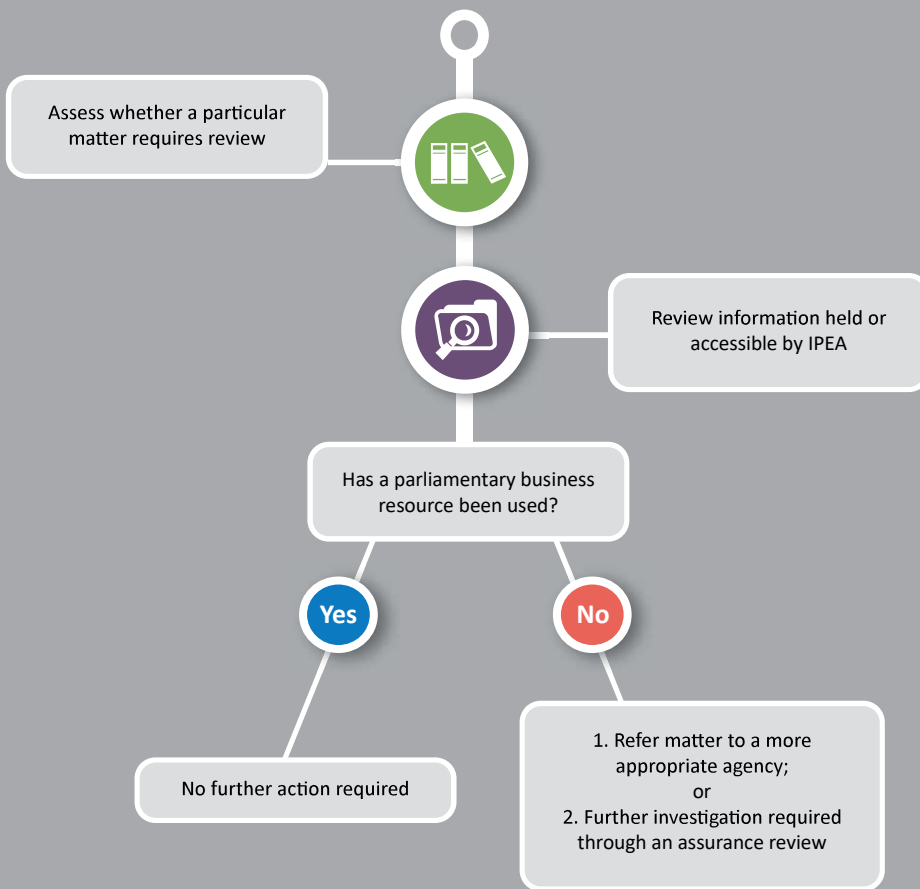 Assess whether a particular
matter requires review
Review information held or
accessible by IPEA
Has a parliamentary business
resource been used?
Yes
No
No further action required
1. Refer matter to a more
appropriate agency;
or
2. Further investigation required
through an assurance review